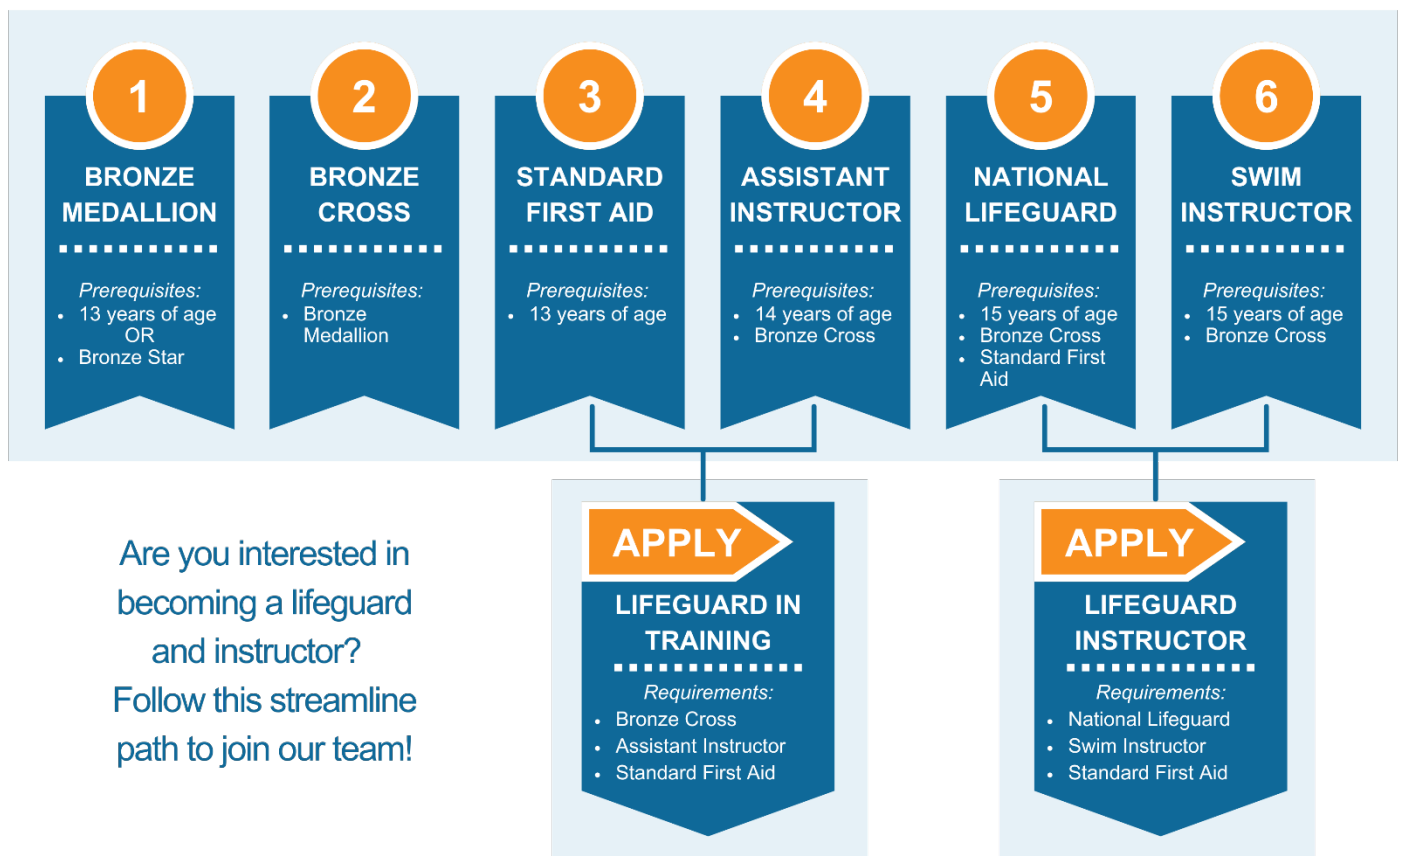 1
BRONZE
MEDALLION
Prerequisites:
• 13 years of age
OR
• Bronze Star
2
BRONZE
CROSS
Prerequisites:
• Bronze
Medallion
3
STANDARD
FIRST AID
Prerequisites:
• 13 years of age
4
ASSISTANT
INSTRUCTOR
Prerequisites:
• 14 years of age
• Bronze Cross
5
NATIONAL
LIFEGUARD
Prerequisites:
• 15 years of age
• Bronze Cross
• Standard First
Aid
6
SWIM
INSTRUCTOR
Prerequisites:
• 15 years of age
• Bronze Cross
Are you interested in
becoming a lifeguard
and instructor?
Follow this streamline
path to join our team!
APPLY
LIFEGUARD IN
TRAINING
Requirements:
• Bronze Cross
• Assistant Instructor
• Standard First Aid
APPLY
LIFEGUARD
INSTRUCTOR
Requirements:
• National Lifeguard
• Swim Instructor
• Standard First Aid